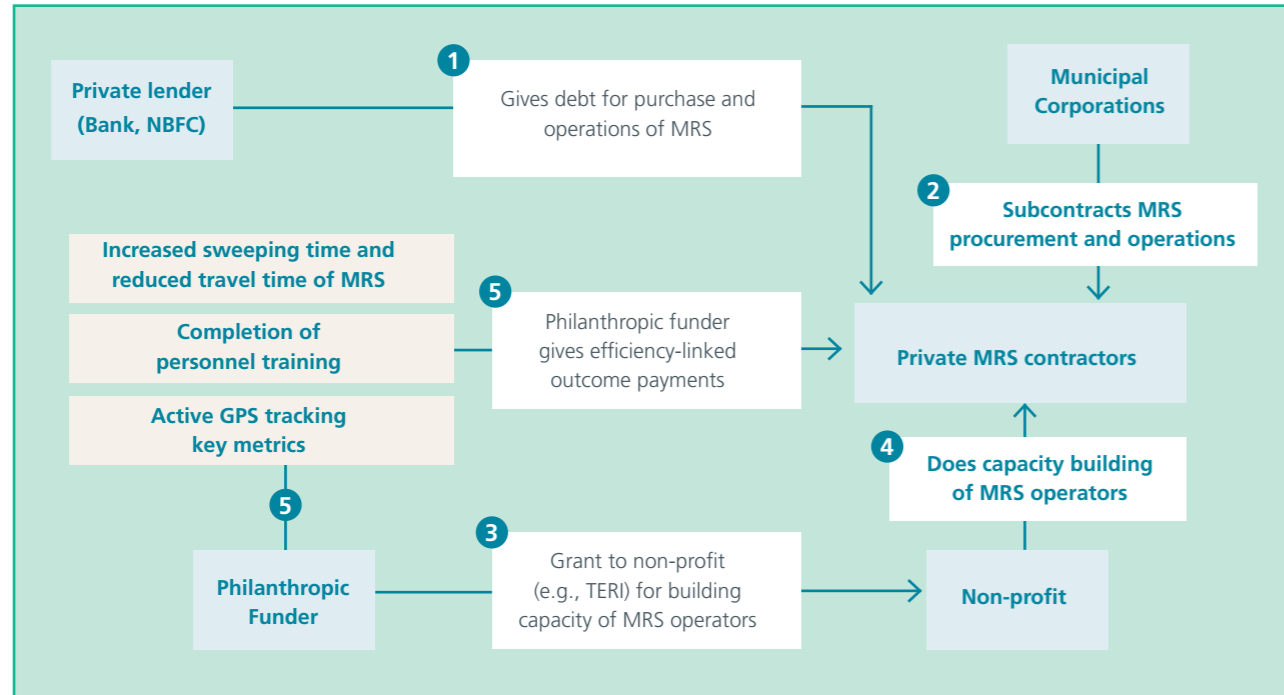 1
Private lender
(Bank, NBFC)
Gives debt for purchase and
operations of MRS
Municipal
Corporations
2
Subcontracts MRS
procurement and operations
Increased sweeping time and
reduced travel time of MRS
Completion of
personnel training
Active GPS tracking
key metrics
5
Philanthropic funder
gives efficiency-linked
outcome payments
Private MRS contractors
4
Does capacity building
of MRS operators
5
Philanthropic
Funder
3
Grant to non-profit
(e.g., TERI) for building
capacity of MRS operators
Non-profit